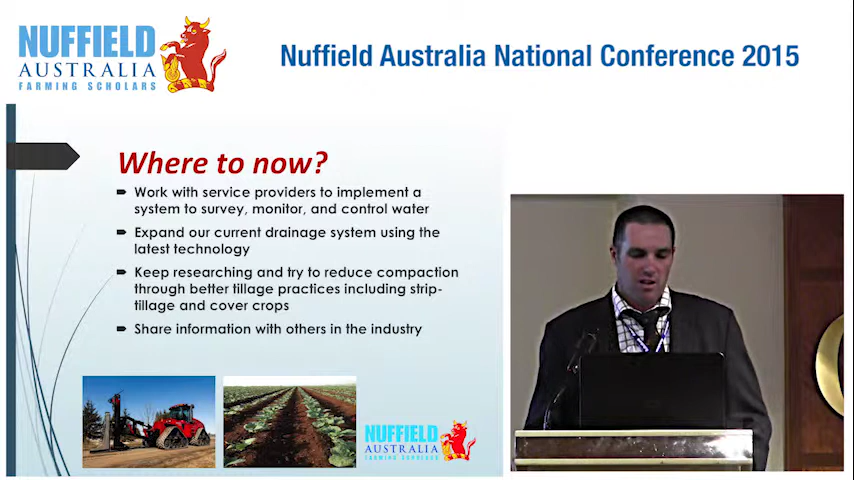 NUFFIELD
AUSTRALIA
FARMING SCHOLARS
Nuffield Australia National Conference 2015
Where to now?
Work with service providers to implement a
system to survey, monitor, and control water
Expand our current drainage system using the
latest technology
Keep researching and try to reduce compaction
through better tillage practices including strip-
tillage and cover crops
Share information with others in the industry
NUFFIELD
AUSTRALIA
FARMING SCHOLARS